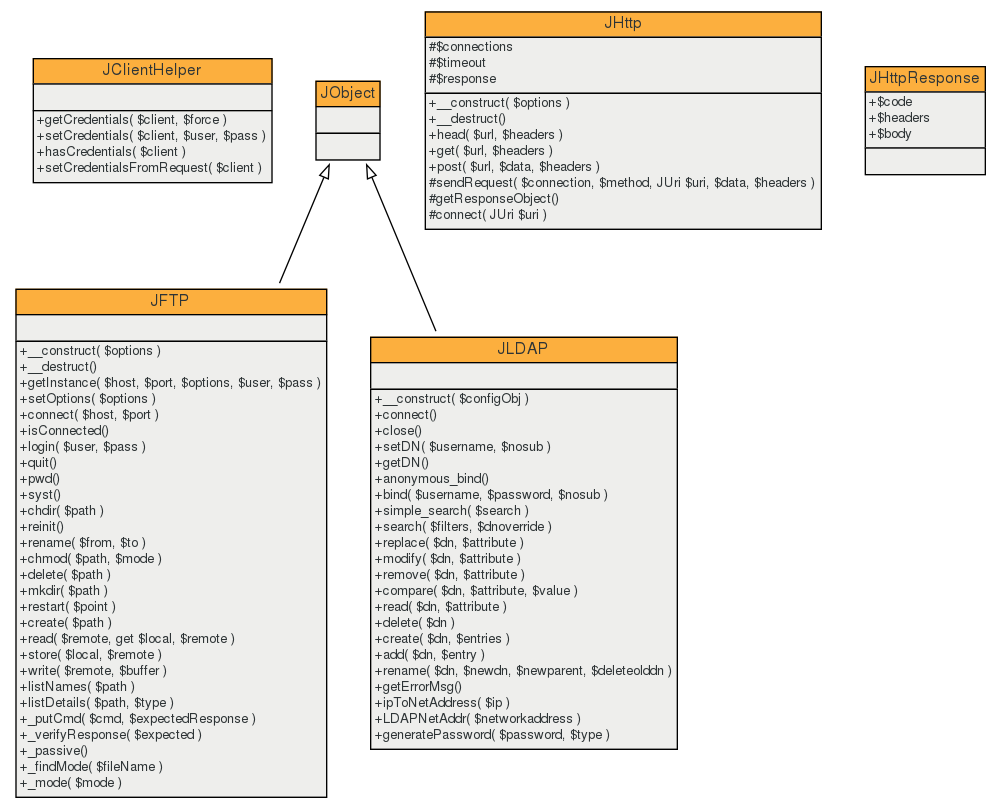 JClientHelper
+getCredentials( $client, $force )
+setCredentials( $client, $user, $pass )
+hasCredentials( $client )
+setCredentialsFromRequest( $client )
JObject
JHttp
#$connections
#$timeout
#$response
+__construct( $options )
+__destruct()
+head( $url, $headers )
+get( $url, $headers )
+post( $url, $data, $headers )
#sendRequest( $connection, $method, JUri $uri, $data, $headers )
#getResponseObject()
#connect( JUri $uri )
JHttpResponse
+$code
+$headers
+$body
JFTP
+__construct( $options )
+__destruct()
+getInstance( $host, $port, $options, $user, $pass )
+setOptions( $options )
+connect( $host, $port )
+isConnected()
+login( $user, $pass )
+quit()
+pwd()
+syst()
+chdir( $path )
+reinit()
+rename( $from, $to )
+chmod( $path, $mode )
+delete( $path )
+mkdir( $path )
+restart( $point )
+create( $path )
+read( $remote, get $local, $remote )
+store( $local, $remote )
+write( $remote, $buffer )
+listNames( $path )
+listDetails( $path, $type )
+_putCmd( $cmd, $expectedResponse )
+_verifyResponse( $expected )
+_passive()
+_findMode( $fileName )
+_mode( $mode )
JLDAP
+__construct( $configObj )
+connect()
+close()
+setDN( $username, $nosub )
+getDN()
+anonymous_bind()
+bind( $username, $password, $nosub )
+simple_search( $search )
+search( $filters, $dnoverride )
+replace( $dn, $attribute )
+modify( $dn, $attribute )
+remove( $dn, $attribute )
+compare( $dn, $attribute, $value )
+read( $dn, $attribute )
+delete( $dn )
+create( $dn, $entries )
+add( $dn, $entry )
+rename( $dn, $newdn, $newparent, $deleteolddn )
+getErrorMsg()
+ipToNetAddress( $ip )
+LDAPNetAddr( $networkaddress )
+generatePassword( $password, $type )